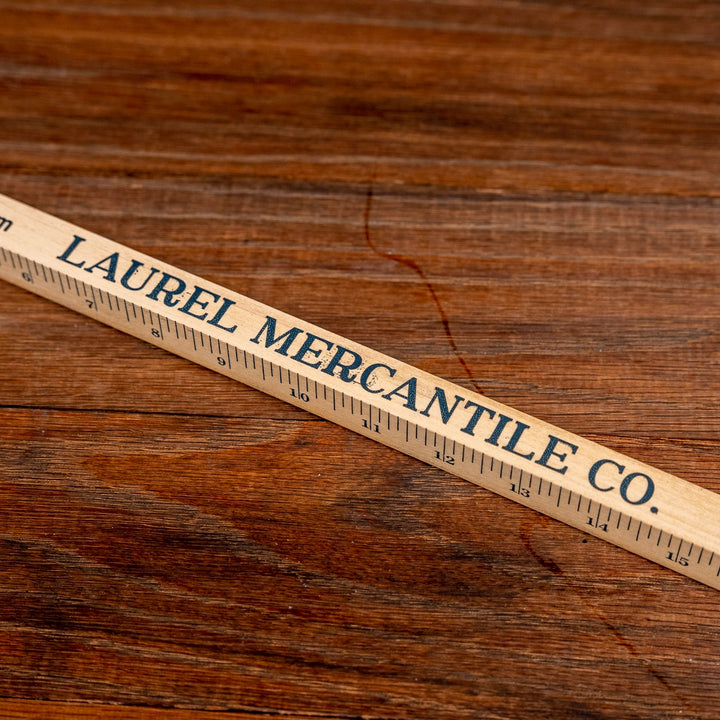 m
LAUREL MERCANTILE CO.
6 7 8 9 10 11 12 13 14 15